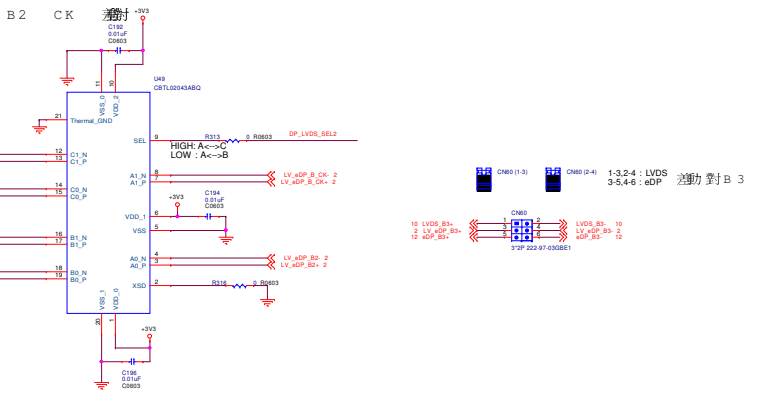 B2 CK 差動對
+3V3
C192
0.01uF
C0603
U49
CBTL02043ABQ
11
10
VSS_0
VDD_2
21
Thermal_GND
SEL
9
R313
0
R0603
DP_LVDS_SEL2
HIGH: A<-->C
LOW : A<-->B
12
C1_N
13
C1_P
A1_N
8
LV_eDP_B_CK- 2
A1_P
7
LV_eDP_B_CK+ 2
14
C0_N
15
C0_P
+3V3
C194
0.01uF
C0603
VDD_1
6
VSS
5
16
B1_N
17
B1_P
A0_N
4
LV_eDP_B2- 2
A0_P
3
LV_eDP_B2+ 2
18
B0_N
19
B0_P
XSD
2
R316
0
R0603
VSS_1
VDD_0
20
1
+3V3
C196
0.01uF
C0603
CN60 (1-3)
CN60 (2-4)
1-3,2-4 : LVDS
3-5,4-6 : eDP
差動對B3
CN60
10 LVDS_B3+
1
2
LVDS_B3- 10
2 LV_eDP_B3+
3
4
LV_eDP_B3- 2
12 eDP_B3+
5
6
eDP_B3- 12
3*2P 222-97-03GBE1